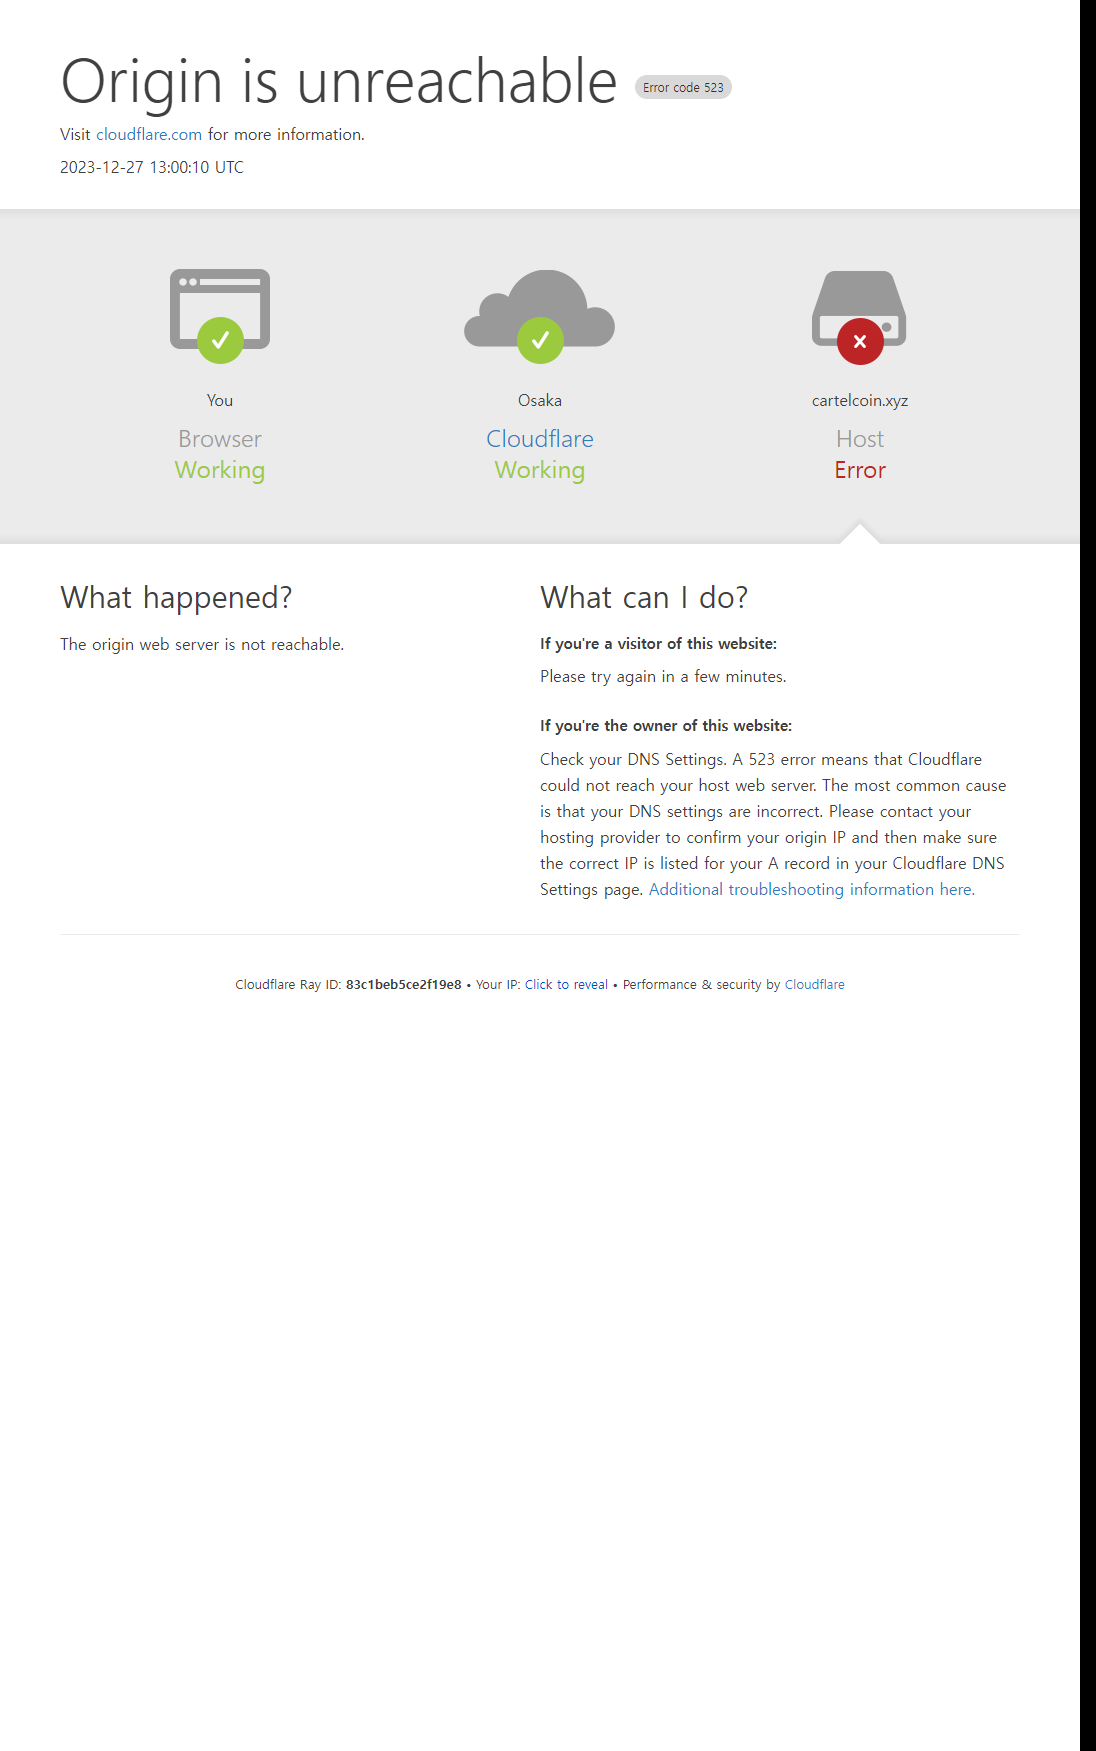 Origin is unreachable Error code 523
Visit cloudflare.com for more information.
2023-12-27 13:00:10 UTC
You
Browser
Working
Osaka
Cloudflare
Working
cartelcoin.xyz
Host
Error
What happened?
The origin web server is not reachable.
What can I do?
If you're a visitor of this website:
Please try again in a few minutes.
If you're the owner of this website:
Check your DNS Settings. A 523 error means that Cloudflare
could not reach your host web server. The most common cause
is that your DNS settings are incorrect. Please contact your
hosting provider to confirm your origin IP and then make sure
the correct IP is listed for your A record in your Cloudflare DNS
Settings page. Additional troubleshooting information here.
Cloudflare Ray ID: 83c1beb5ce2f19e8 • Your IP: Click to reveal • Performance & security by Cloudflare